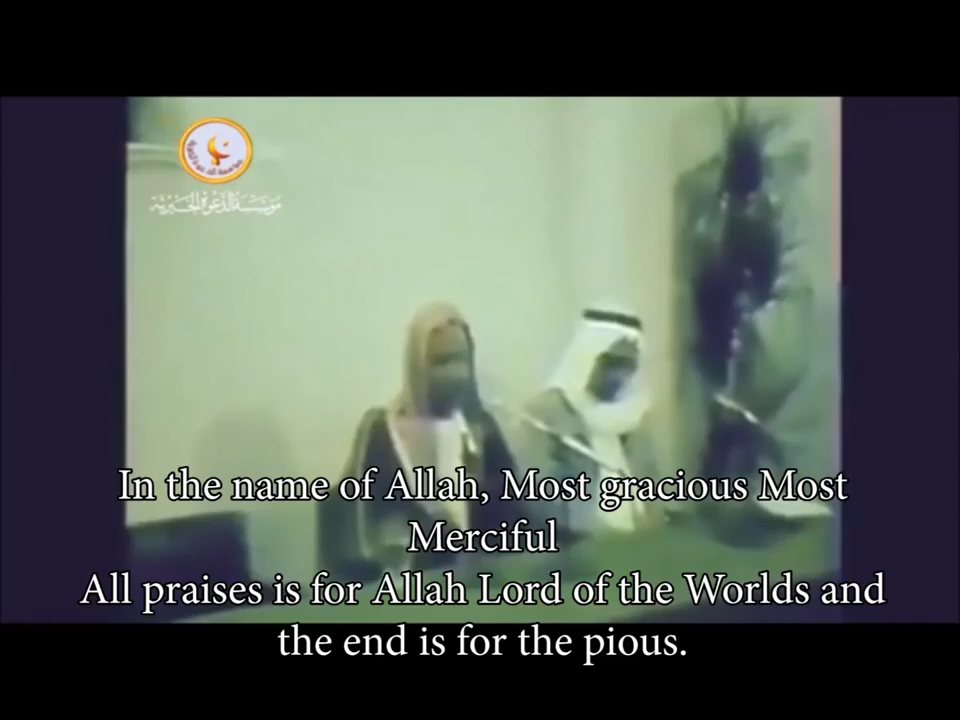 مؤسسة الدعوة الخيرية
In the name of Allah, Most gracious Most
Merciful
All praises is for Allah Lord of the Worlds and
the end is for the pious.